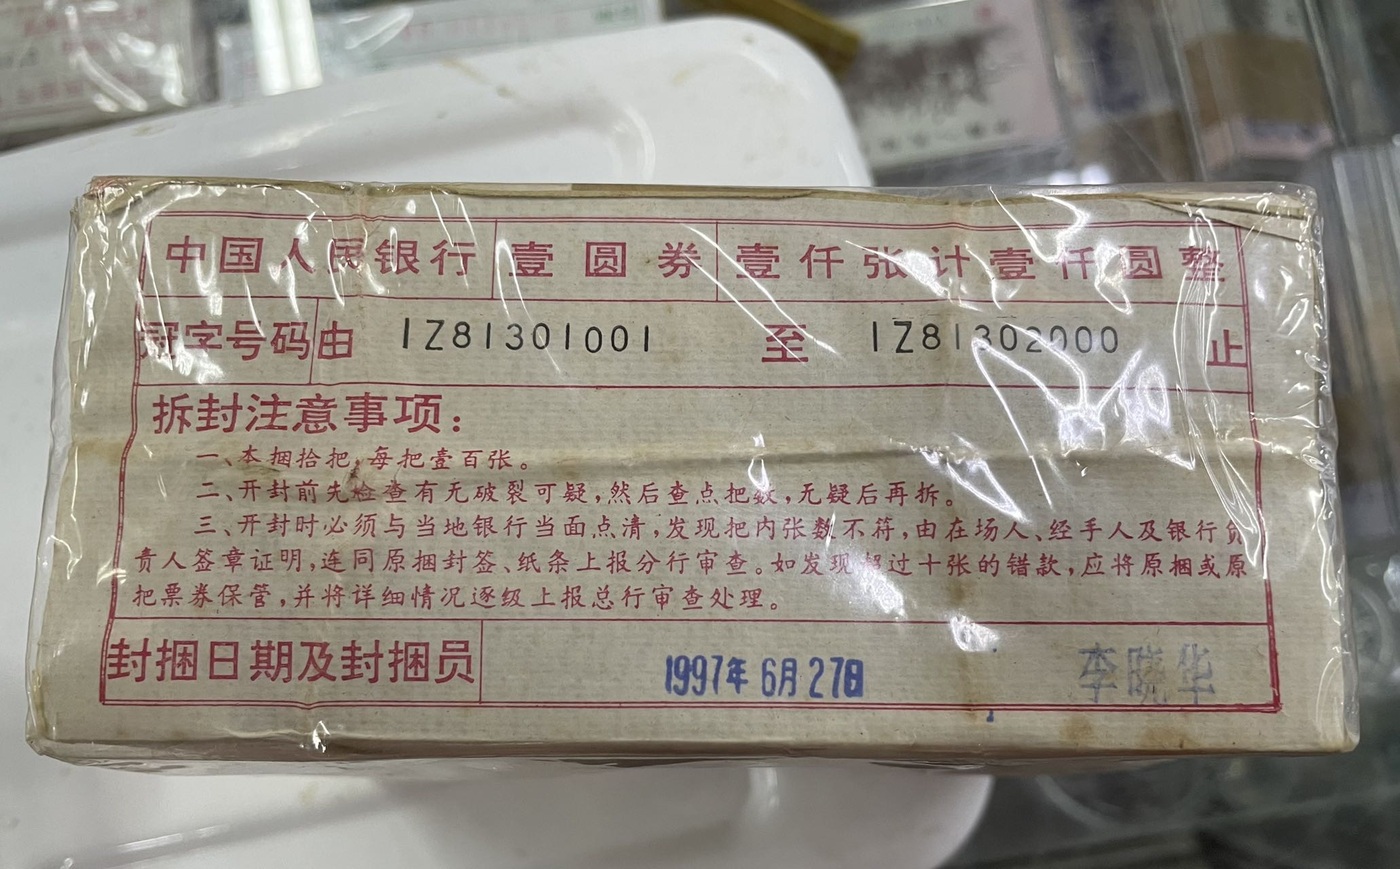 中国人民银行 壹圆券 壹仟张计壹仟圆整
冠字号码由 IZ81301001 至 IZ81302000 止
拆封注意事项：
一、本捆拾把,每把壹百张。
二、开封前先检查有无破裂可疑,然后查点把数,无疑后再拆。
三、开封时必须与当地银行当面点清,发现把内张数不符,由在场人、经手人及银行负
责人签章证明,连同原捆封签、纸条上报分行审查。如发现超过十张的错款,应将原捆或原
把票券保管,并将详细情况逐级上报总行审查处理。
封捆日期及封捆员 1997年6月27日 李晓华